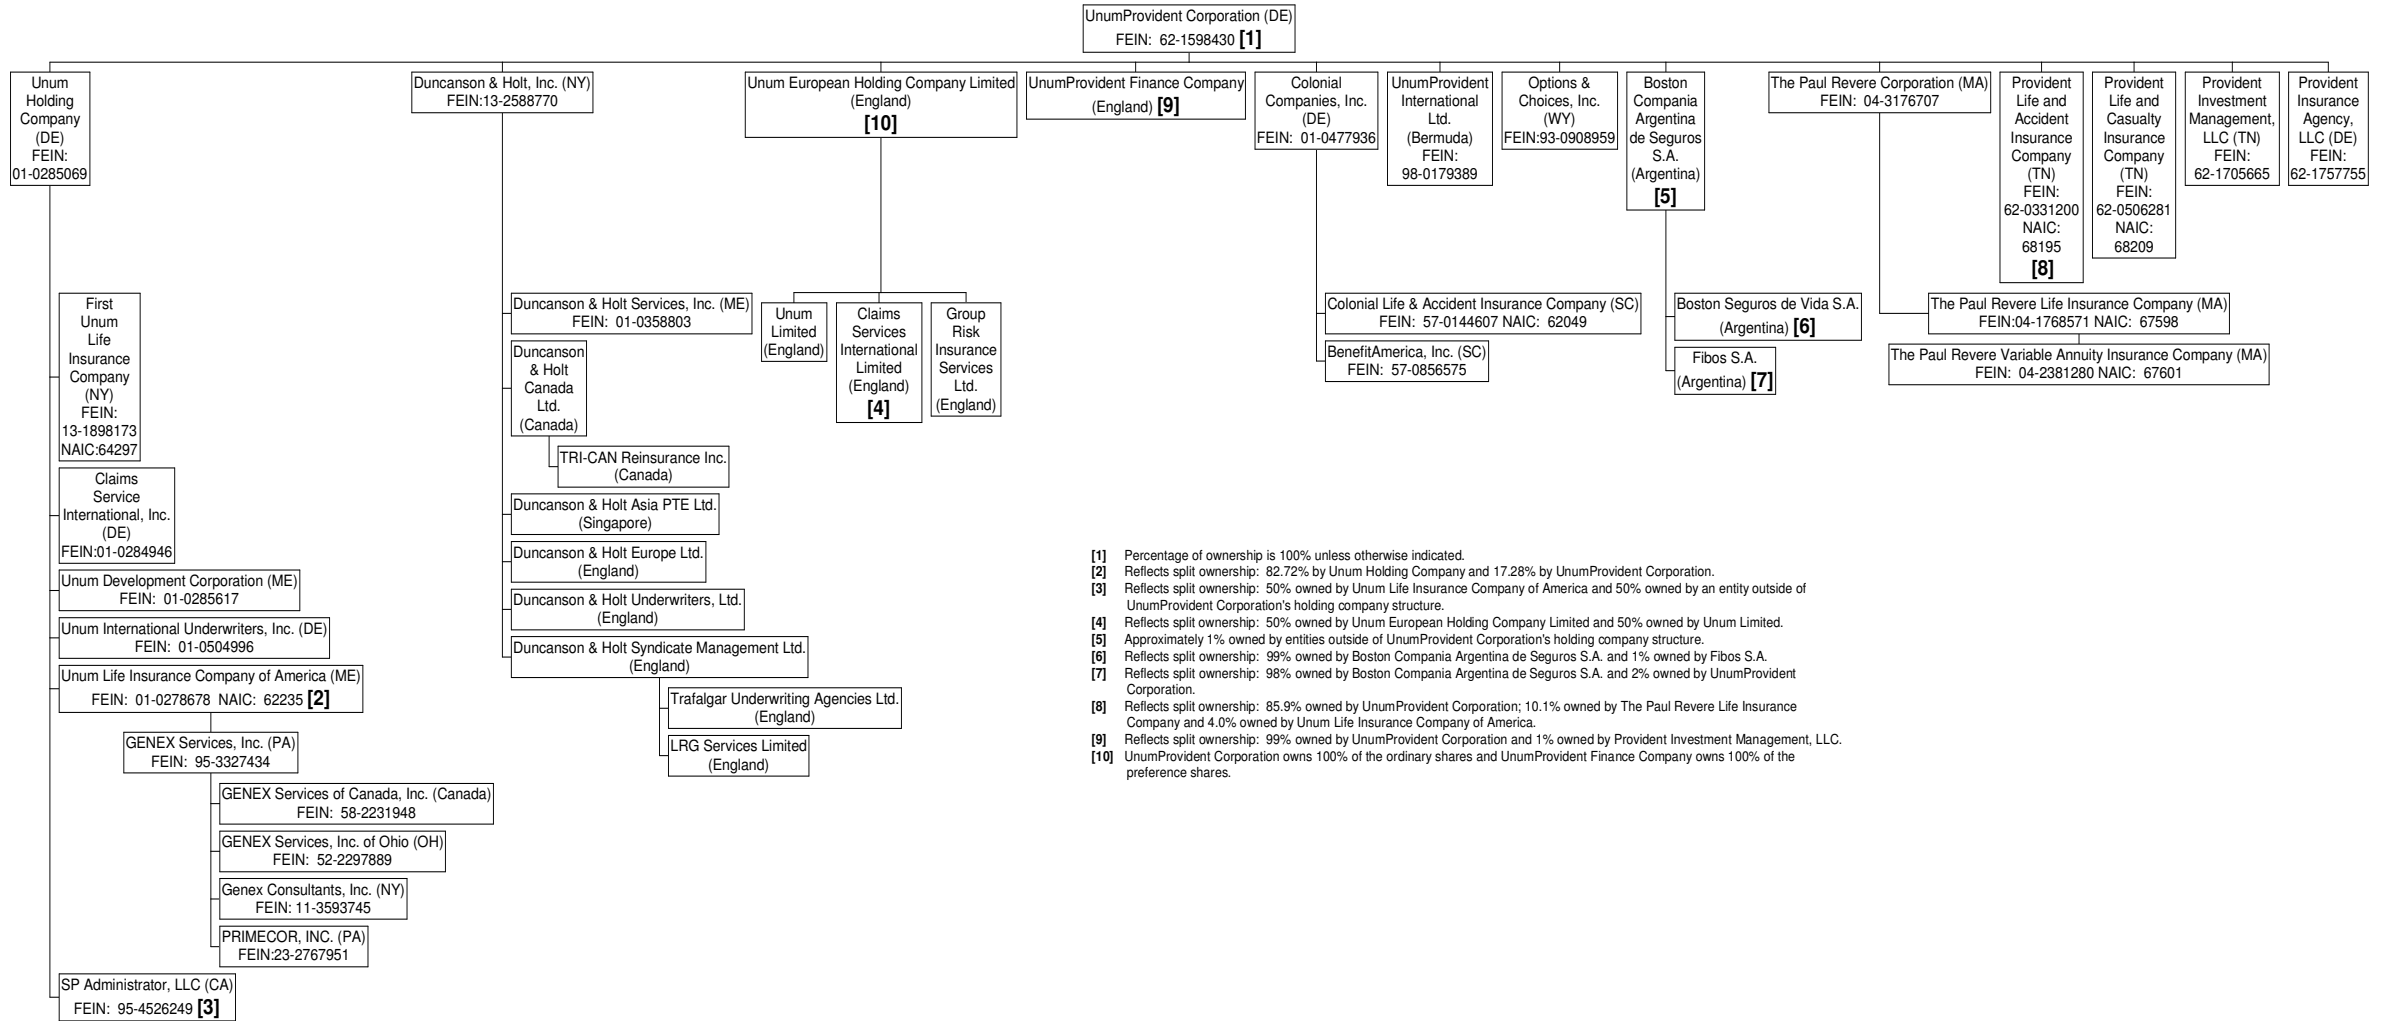 UnumProvident Corporation (DE)
FEIN: 62-1598430 [1]
Unum
Holding
Company
(DE)
FEIN:
01-0285069
Duncanson & Holt, Inc. (NY)
FEIN:13-2588770
Unum European Holding Company Limited
(England)
[10]
UnumProvident Finance Company
(England) [9]
Colonial
Companies, Inc.
(DE)
FEIN: 01-0477936
UnumProvident
International
Ltd.
(Bermuda)
FEIN:
98-0179389
Options &
Choices, Inc.
(WY)
FEIN:93-0908959
Boston
Compania
Argentina
de Seguros
S.A.
(Argentina)
[5]
The Paul Revere Corporation (MA)
FEIN: 04-3176707
Provident
Life and
Accident
Insurance
Company
(TN)
FEIN:
62-0331200
NAIC:
68195
[8]
Provident
Life and
Casualty
Insurance
Company
(TN)
FEIN:
62-0506281
NAIC:
68209
Provident
Investment
Management,
LLC (TN)
FEIN:
62-1705665
Provident
Insurance
Agency,
LLC (DE)
FEIN:
62-1757755
First
Unum
Life
Insurance
Company
(NY)
FEIN:
13-1898173
NAIC:64297
Claims
Service
International, Inc.
(DE)
FEIN:01-0284946
Unum Development Corporation (ME)
FEIN: 01-0285617
Unum International Underwriters, Inc. (DE)
FEIN: 01-0504996
Unum Life Insurance Company of America (ME)
FEIN: 01-0278678 NAIC: 62235 [2]
GENEX Services, Inc. (PA)
FEIN: 95-3327434
GENEX Services of Canada, Inc. (Canada)
FEIN: 58-2231948
GENEX Services, Inc. of Ohio (OH)
FEIN: 52-2297889
Genex Consultants, Inc. (NY)
FEIN: 11-3593745
PRIMECOR, INC. (PA)
FEIN:23-2767951
SP Administrator, LLC (CA)
FEIN: 95-4526249 [3]
Duncanson & Holt Services, Inc. (ME)
FEIN: 01-0358803
Duncanson
& Holt
Canada
Ltd.
(Canada)
TRI-CAN Reinsurance Inc.
(Canada)
Duncanson & Holt Asia PTE Ltd.
(Singapore)
Duncanson & Holt Europe Ltd.
(England)
Duncanson & Holt Underwriters, Ltd.
(England)
Duncanson & Holt Syndicate Management Ltd.
(England)
Trafalgar Underwriting Agencies Ltd.
(England)
LRG Services Limited
(England)
Unum
Limited
(England)
Claims
Services
International
Limited
(England)
[4]
Group
Risk
Insurance
Services
Ltd.
(England)
Colonial Life & Accident Insurance Company (SC)
FEIN: 57-0144607 NAIC: 62049
BenefitAmerica, Inc. (SC)
FEIN: 57-0856575
Boston Seguros de Vida S.A.
(Argentina) [6]
Fibos S.A.
(Argentina) [7]
The Paul Revere Life Insurance Company (MA)
FEIN:04-1768571 NAIC: 67598
The Paul Revere Variable Annuity Insurance Company (MA)
FEIN: 04-2381280 NAIC: 67601
[1] Percentage of ownership is 100% unless otherwise indicated.
[2] Reflects split ownership: 82.72% by Unum Holding Company and 17.28% by UnumProvident Corporation.
[3] Reflects split ownership: 50% owned by Unum Life Insurance Company of America and 50% owned by an entity outside of
UnumProvident Corporation's holding company structure.
[4] Reflects split ownership: 50% owned by Unum European Holding Company Limited and 50% owned by Unum Limited.
[5] Approximately 1% owned by entities outside of UnumProvident Corporation's holding company structure.
[6] Reflects split ownership: 99% owned by Boston Compania Argentina de Seguros S.A. and 1% owned by Fibos S.A.
[7] Reflects split ownership: 98% owned by Boston Compania Argentina de Seguros S.A. and 2% owned by UnumProvident
Corporation.
[8] Reflects split ownership: 85.9% owned by UnumProvident Corporation; 10.1% owned by The Paul Revere Life Insurance
Company and 4.0% owned by Unum Life Insurance Company of America.
[9] Reflects split ownership: 99% owned by UnumProvident Corporation and 1% owned by Provident Investment Management, LLC.
[10] UnumProvident Corporation owns 100% of the ordinary shares and UnumProvident Finance Company owns 100% of the
preference shares.